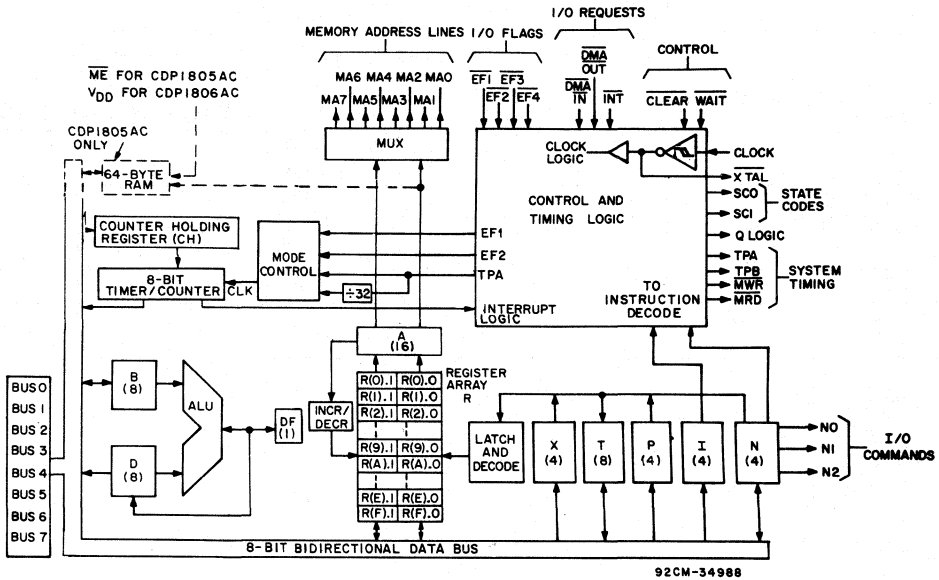 I/O REQUESTS
MEMORY ADDRESS LINES
I/O FLAGS
DMA
OUT
CONTROL
ME FOR CDP1805AC
VDD FOR CDP1806AC
MA6 MA4 MA2 MA0
MA7 MA5 MA3 MA1
EF1 EF3
EF2 EF4
DMA
IN
INT
CLEAR WAIT
CDP1805AC
ONLY
64-BYTE
RAM
MUX
CLOCK
LOGIC
CLOCK
XTAL
SC0
SC1
STATE
CODES
CONTROL AND
TIMING LOGIC
COUNTER HOLDING
REGISTER (CH)
MODE
CONTROL
EF1
EF2
TPA
Q LOGIC
TPA
TPB
MWR
MRD
SYSTEM
TIMING
8-BIT
TIMER/COUNTER
CLK
÷32
INTERRUPT
LOGIC
TO
INSTRUCTION
DECODE
A
(16)
BUS 0
BUS 1
BUS 2
BUS 3
BUS 4
BUS 5
BUS 6
BUS 7
B
(8)
ALU
D
(8)
DF
(1)
INCR/
DECR
R(0).1 R(0).0
R(1).1 R(1).0
R(2).1 R(2).0
R(9).1 R(9).0
R(A).1 R(A).0
R(E).1 R(E).0
R(F).1 R(F).0
REGISTER
ARRAY
R
LATCH
AND
DECODE
X
(4)
T
(8)
P
(4)
I
(4)
N
(4)
N0
N1
N2
I/O
COMMANDS
8-BIT BIDIRECTIONAL DATA BUS
92CM-34988